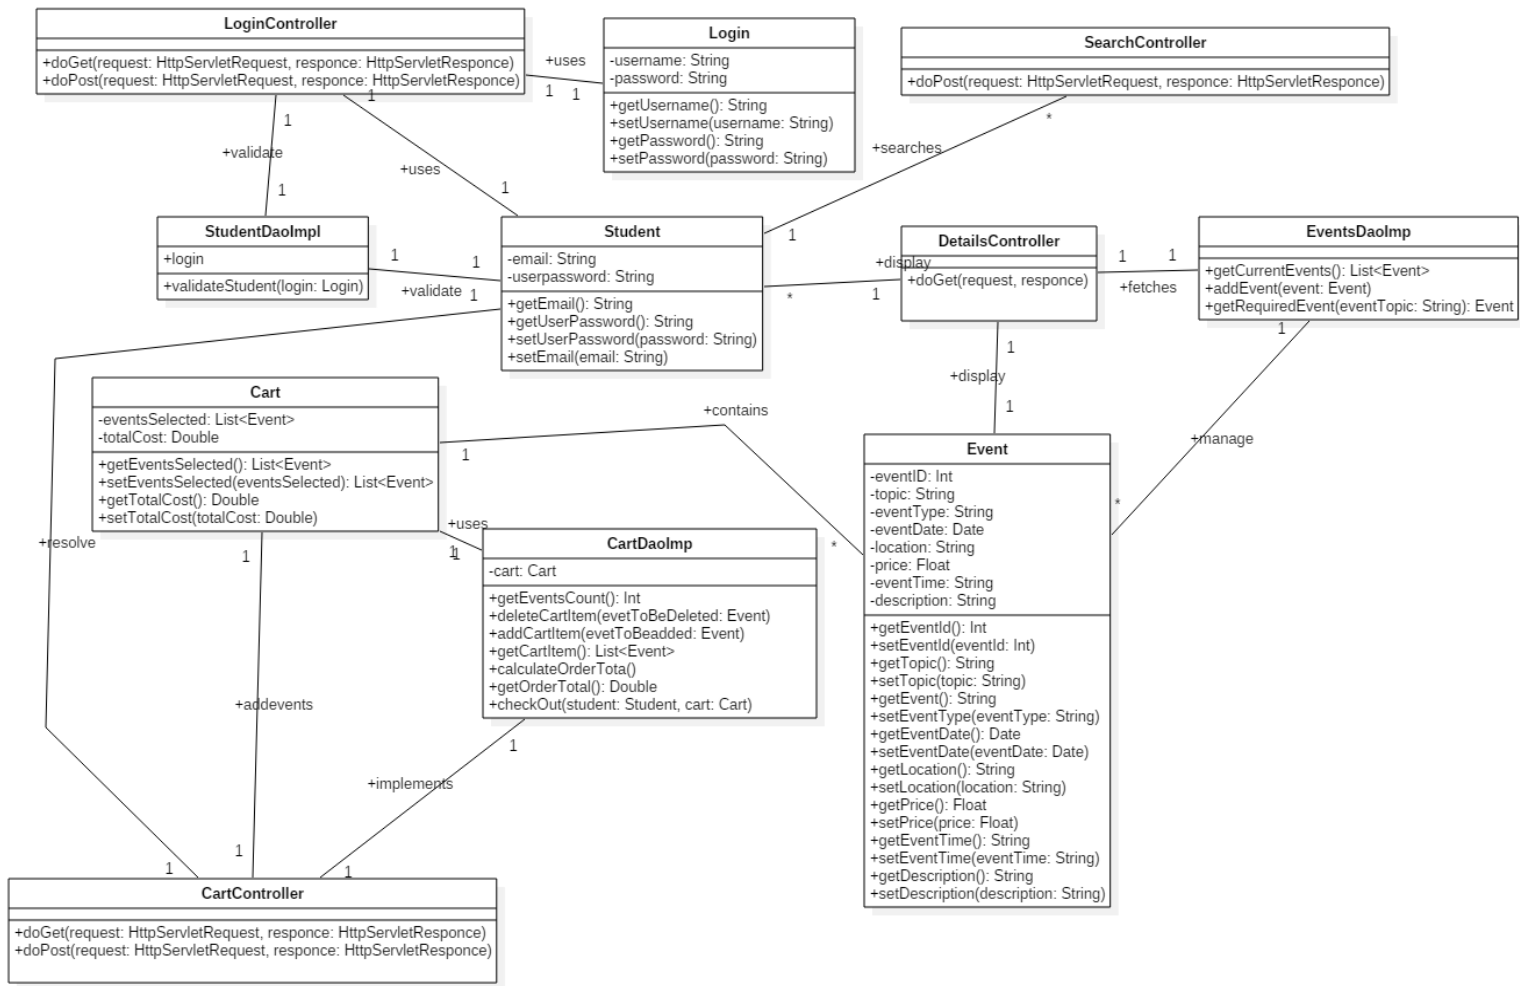 LoginController
+doGet(request: HttpServletRequest, responce: HttpServletResponce)
+doPost(request: HttpServletRequest, responce: HttpServletResponce)
+uses
1
1
Login
-username: String
-password: String
+getUsername(): String
+setUsername(username: String)
+getPassword(): String
+setPassword(password: String)
SearchController
+doPost(request: HttpServletRequest, responce: HttpServletResponce)
1
+validate
1
1
+uses
1
*
+searches
1
StudentDaoImpl
+login
+validateStudent(login: Login)
1
1
+validate
Student
-email: String
-userpassword: String
+getEmail(): String
+getUserPassword(): String
+setUserPassword(password: String)
+setEmail(email: String)
+display
*
1
DetailsController
+doGet(request, responce)
1
1
+fetches
EventsDaoImp
+getCurrentEvents(): List<Event>
+addEvent(event: Event)
+getRequiredEvent(eventTopic: String): Event
1
+resolve
1
1
+display
1
1
+manage
*
Cart
-eventsSelected: List<Event>
-totalCost: Double
+getEventsSelected(): List<Event>
+setEventsSelected(eventsSelected): List<Event>
+getTotalCost(): Double
+setTotalCost(totalCost: Double)
+contains
1
*
+uses
1
1
CartDaoImp
-cart: Cart
+getEventsCount(): Int
+deleteCartItem(evetToBeDeleted: Event)
+addCartItem(evetToBeadded: Event)
+getCartItem(): List<Event>
+calculateOrderTota()
+getOrderTotal(): Double
+checkOut(student: Student, cart: Cart)
Event
-eventID: Int
-topic: String
-eventType: String
-eventDate: Date
-location: String
-price: Float
-eventTime: String
-description: String
+getEventId(): Int
+setEventId(eventId: Int)
+getTopic(): String
+setTopic(topic: String)
+getEvent(): String
+setEventType(eventType: String)
+getEventDate(): Date
+setEventDate(eventDate: Date)
+getLocation(): String
+setLocation(location: String)
+getPrice(): Float
+setPrice(price: Float)
+getEventTime(): String
+setEventTime(eventTime: String)
+getDescription(): String
+setDescription(description: String)
1
+addevents
1
1
+implements
1
CartController
+doGet(request: HttpServletRequest, responce: HttpServletResponce)
+doPost(request: HttpServletRequest, responce: HttpServletResponce)